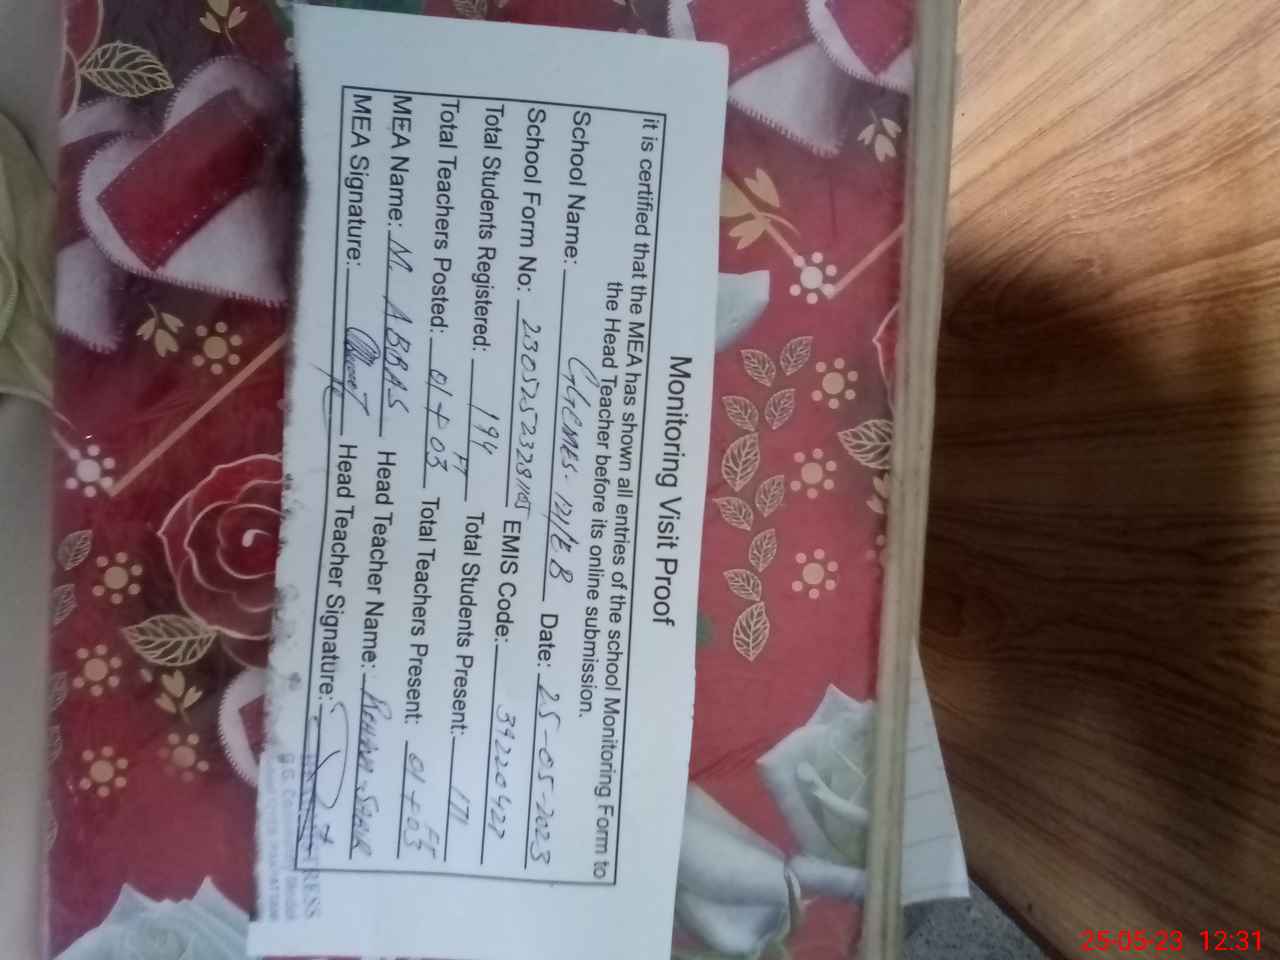 Monitoring Visit Proof
it is certified that the MEA has shown all entries of the school Monitoring Form to
the Head Teacher before its online submission.
School Name: GGCMES. 121/EB Date: 25-05-2023
School Form No: 2305252328 EMIS Code: 39220427
Total Students Registered: 194 Total Students Present: 171
Total Teachers Posted: 01 + 03 Total Teachers Present: 01 + 03
MEA Name: M. ABBAS Head Teacher Name:
MEA Signature: Head Teacher Signature:
25-05-23 12:31